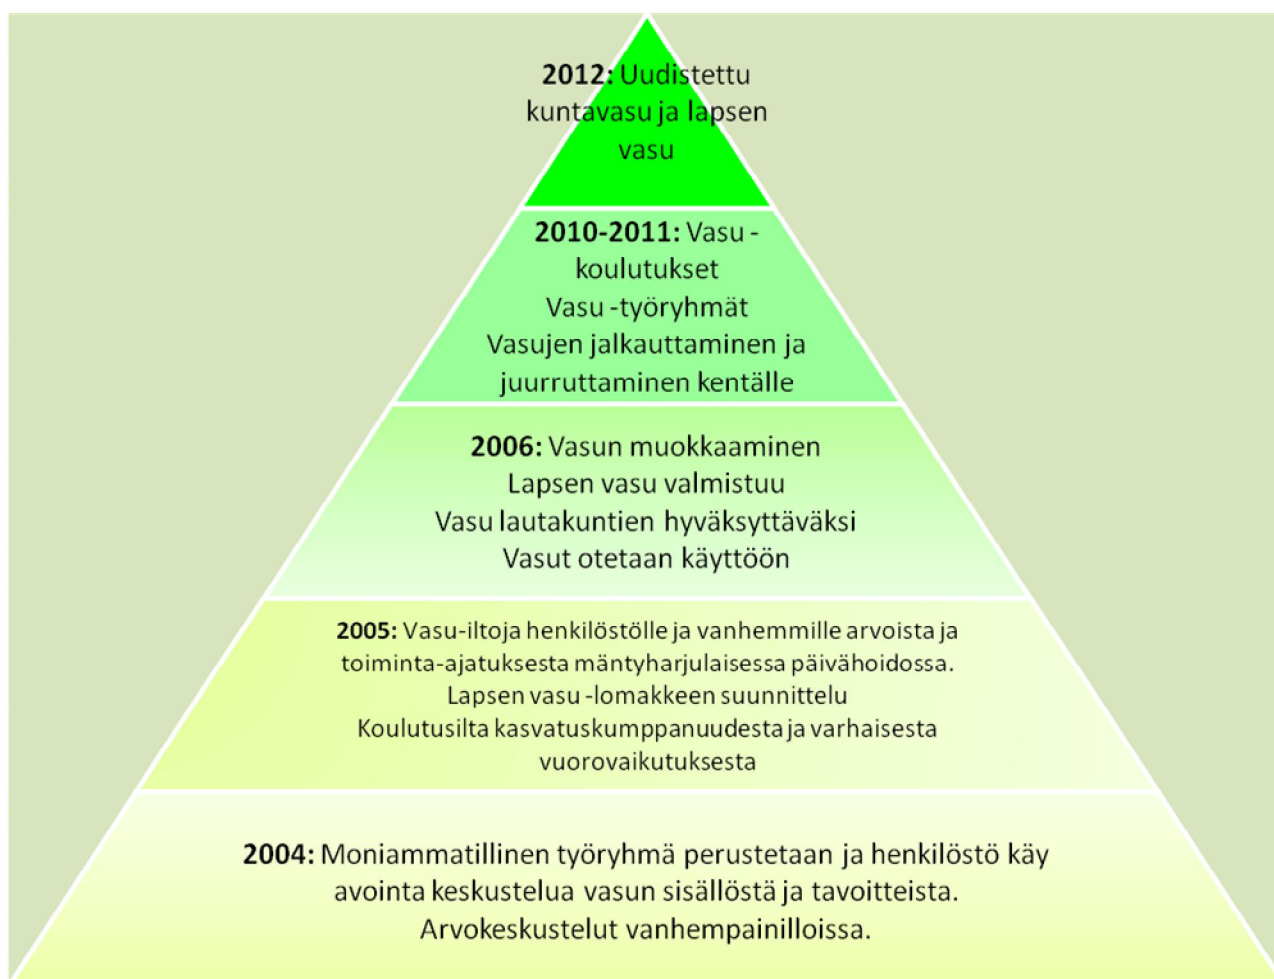 2012: Uudistettu
kuntavasu ja lapsen
vasu
2010-2011: Vasu -
koulutukset
Vasu -työryhmät
Vasujen jalkauttaminen ja
juurruttaminen kentälle
2006: Vasun muokkaaminen
Lapsen vasu valmistuu
Vasu lautakuntien hyväksyttäväksi
Vasut otetaan käyttöön
2005: Vasu-iltoja henkilöstölle ja vanhemmille arvoista ja
toiminta-ajatuksesta mäntyharjulaisessa päivähoidossa.
Lapsen vasu -lomakkeen suunnittelu
Koulutusilta kasvatuskumppanuudesta ja varhaisesta
vuorovaikutuksesta
2004: Moniammatillinen työryhmä perustetaan ja henkilöstö käy
avointa keskustelua vasun sisällöstä ja tavoitteista.
Arvokeskustelut vanhempainilloissa.